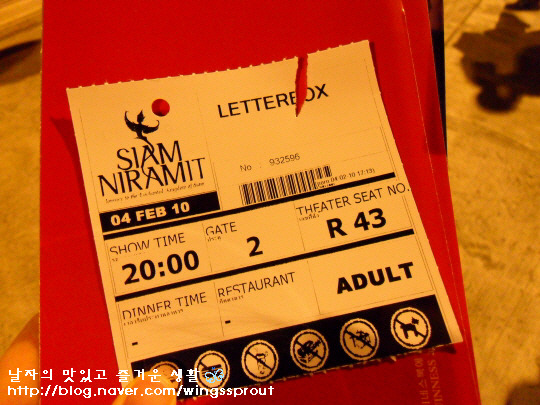 LETTERBOX
SIAM
NIRAMIT
Journey to the Enchanted Kingdom of Siam
No. : 932596
04 FEB 10
SHOW TIME
20:00
GATE
2
THEATER SEAT NO.
R 43
DINNER TIME
-
RESTAURANT
-
ADULT
날자의 맛있고 즐거운 생활
http://blog.naver.com/wingssprout